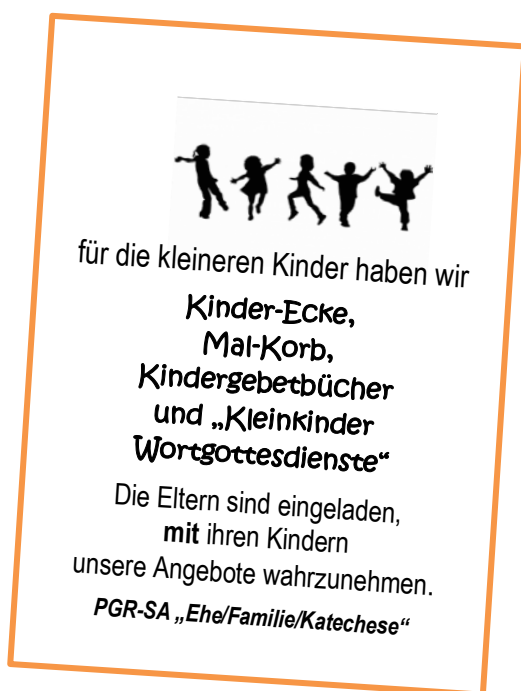 für die kleineren Kinder haben wir
Kinder-Ecke,
Mal-Korb,
Kindergebetbücher
und „Kleinkinder
Wortgottesdienste“
Die Eltern sind eingeladen,
mit ihren Kindern
unsere Angebote wahrzunehmen.
PGR-SA „Ehe/Familie/Katechese“